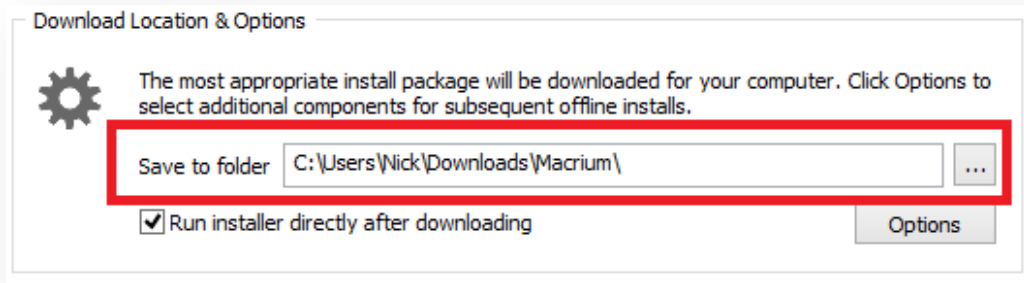 Download Location & Options
The most appropriate install package will be downloaded for your computer. Click Options to
select additional components for subsequent offline installs.
Save to folder C:\Users\Nick\Downloads\Macrium\ ...
Run installer directly after downloading Options